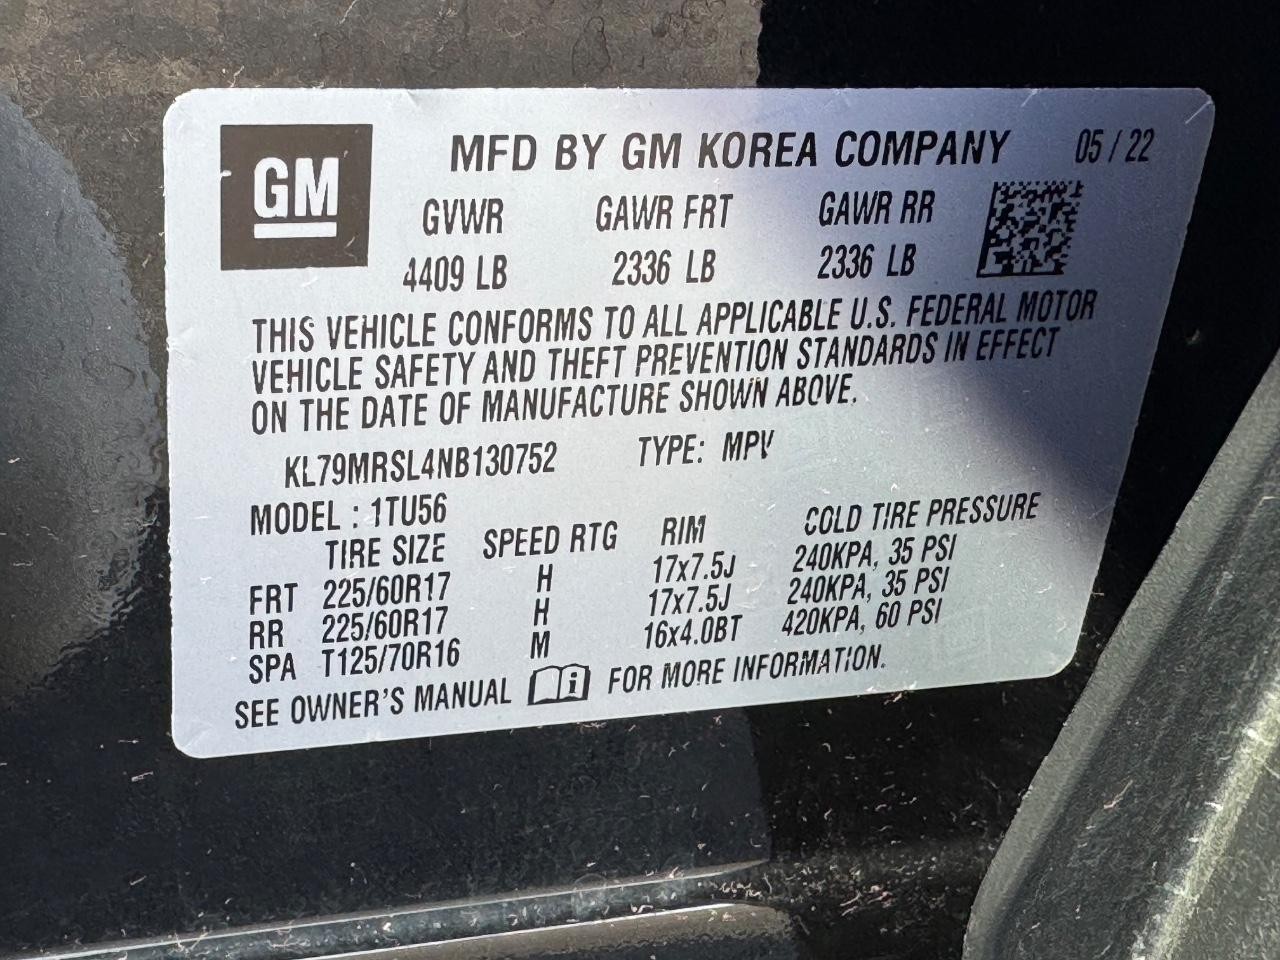 GM
MFD BY GM KOREA COMPANY 05 / 22
GVWR GAWR FRT GAWR RR
4409 LB 2336 LB 2336 LB
THIS VEHICLE CONFORMS TO ALL APPLICABLE U.S. FEDERAL MOTOR
VEHICLE SAFETY AND THEFT PREVENTION STANDARDS IN EFFECT
ON THE DATE OF MANUFACTURE SHOWN ABOVE.
KL79MRSL4NB130752 TYPE: MPV
MODEL : 1TU56
TIRE SIZE SPEED RTG RIM COLD TIRE PRESSURE
FRT 225/60R17 H 17x7.5J 240KPA, 35 PSI
RR 225/60R17 H 17x7.5J 240KPA, 35 PSI
SPA T125/70R16 M 16x4.0BT 420KPA, 60 PSI
SEE OWNER'S MANUAL i FOR MORE INFORMATION.